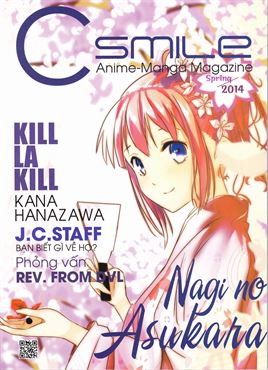 Csmile
Anime-Manga Magazine
Spring
2014
KILL
LA
KILL
KANA
HANAZAWA
J.C.STAFF
BẠN BIẾT GÌ VỀ HỌ?
Phỏng vấn
REV. FROM DVL
Nagi no
Asukara